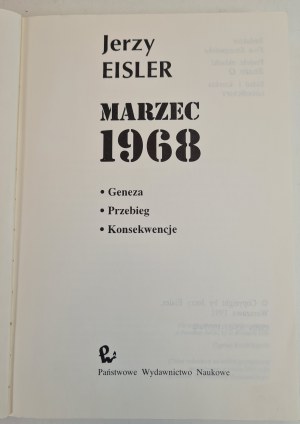 Jerzy
EISLER
MARZEC
1968
• Geneza
• Przebieg
• Konsekwencje
Państwowe Wydawnictwo Naukowe